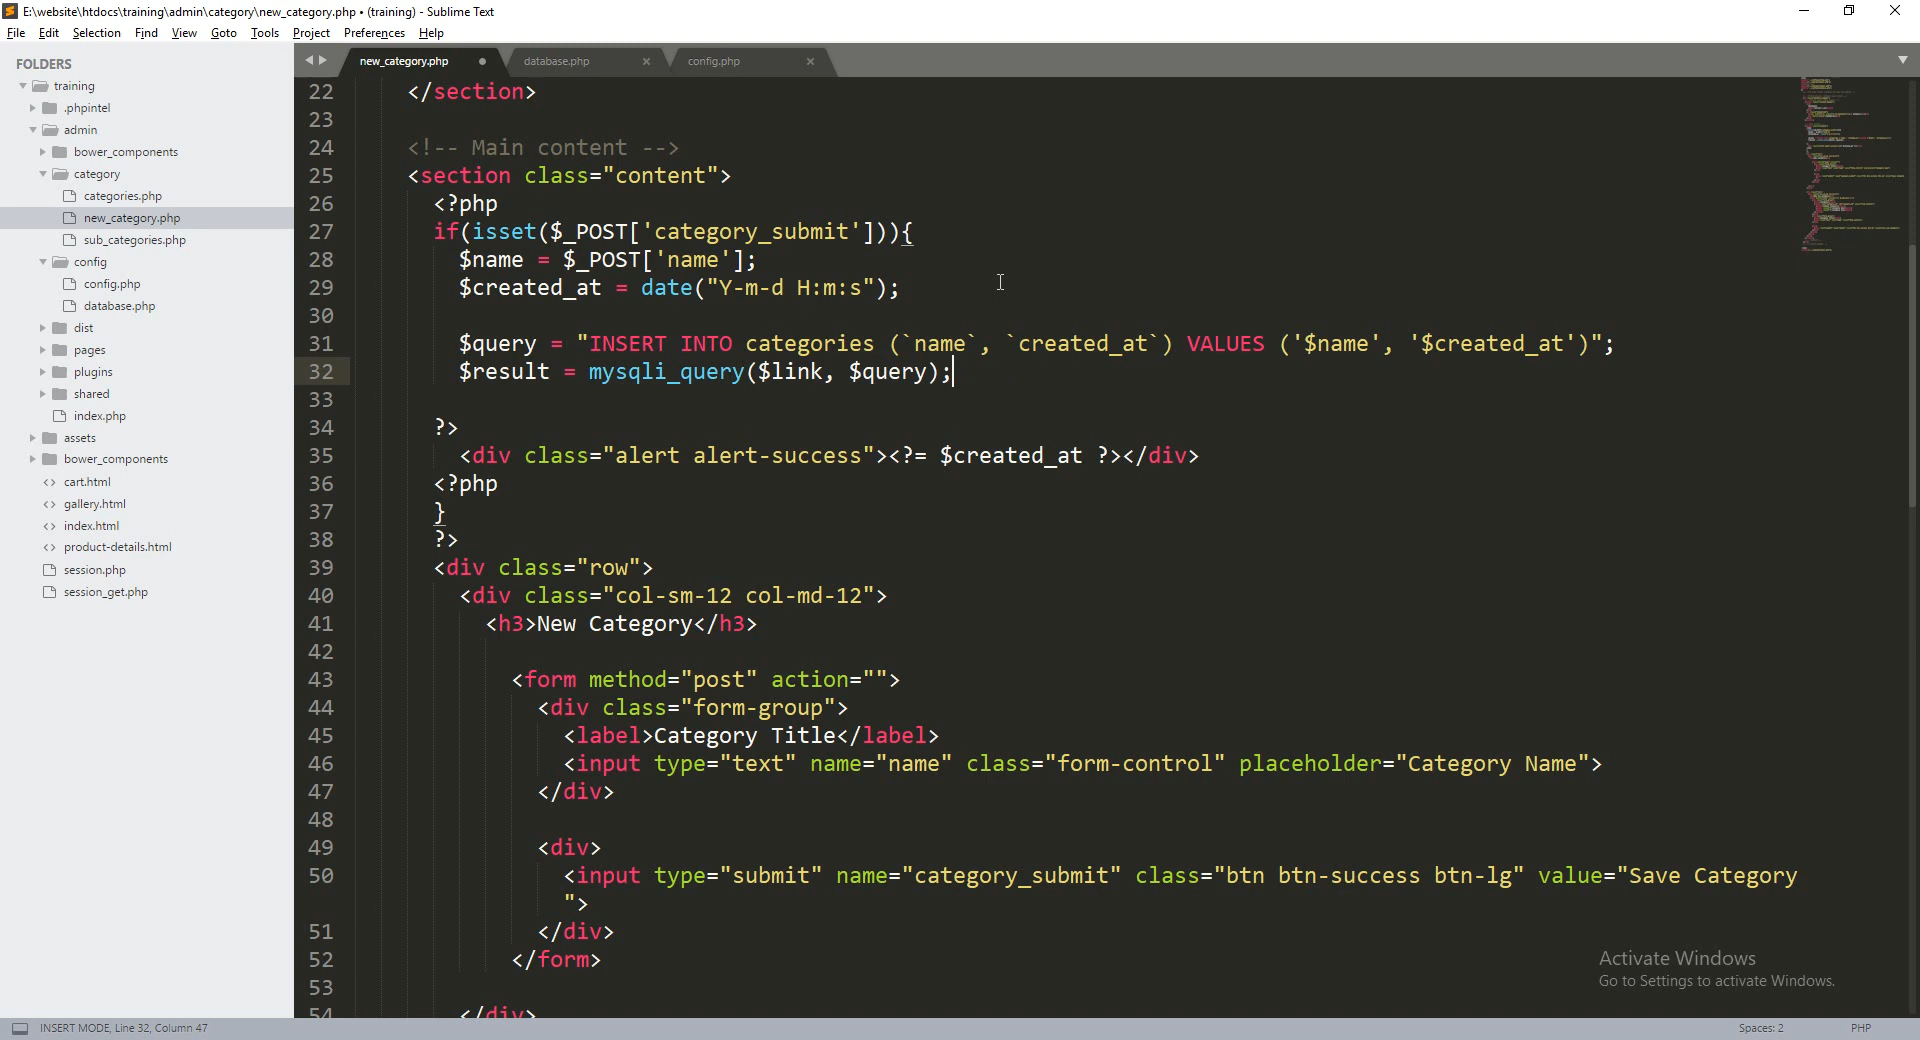 E:\website\htdocs\training\admin\category\new_category.php • (training) - Sublime Text
File Edit Selection Find View Goto Tools Project Preferences Help
FOLDERS
training
.phpintel
admin
bower_components
category
categories.php
new_category.php
sub_categories.php
config
config.php
database.php
dist
pages
plugins
shared
index.php
assets
bower_components
cart.html
gallery.html
index.html
product-details.html
session.php
session_get.php
new_category.php database.php config.php
22 </section>
23
24 <!-- Main content -->
25 <section class="content">
26 <?php
27 if(isset($_POST['category_submit'])){
28 $name = $_POST['name'];
29 $created_at = date("Y-m-d H:m:s");
30
31 $query = "INSERT INTO categories (`name`, `created_at`) VALUES ('$name', '$created_at')";
32 $result = mysqli_query($link, $query);
33
34 ?>
35 <div class="alert alert-success"><?= $created_at ?></div>
36 <?php
37 }
38 ?>
39 <div class="row">
40 <div class="col-sm-12 col-md-12">
41 <h3>New Category</h3>
42
43 <form method="post" action="">
44 <div class="form-group">
45 <label>Category Title</label>
46 <input type="text" name="name" class="form-control" placeholder="Category Name">
47 </div>
48
49 <div>
50 <input type="submit" name="category_submit" class="btn btn-success btn-lg" value="Save Category
">
51 </div>
52 </form>
53
54 </div>
Activate Windows
Go to Settings to activate Windows.
INSERT MODE, Line 32, Column 47
Spaces: 2 PHP